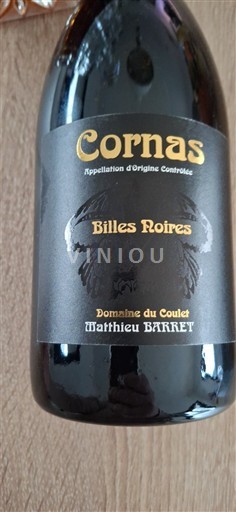 Cornas
Appellation d'Origine Contrôlée
Billes Noires
VINIOU
Domaine du Coulet
Matthieu BARRET